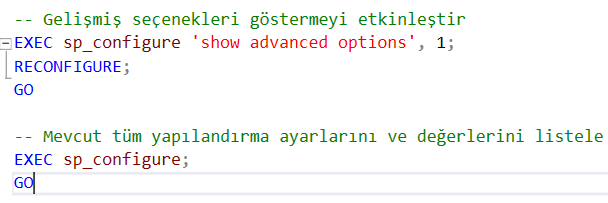 -- Gelişmiş seçenekleri göstermeyi etkinleştir
EXEC sp_configure 'show advanced options', 1;
RECONFIGURE;
GO
-- Mevcut tüm yapılandırma ayarlarını ve değerlerini listele
EXEC sp_configure;
GO